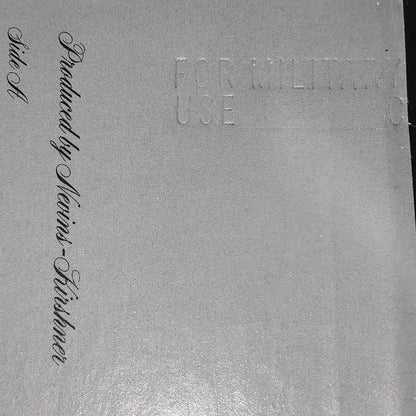 Produced by Nevins-Kirshner
Side A
FOR MILITARY
USE